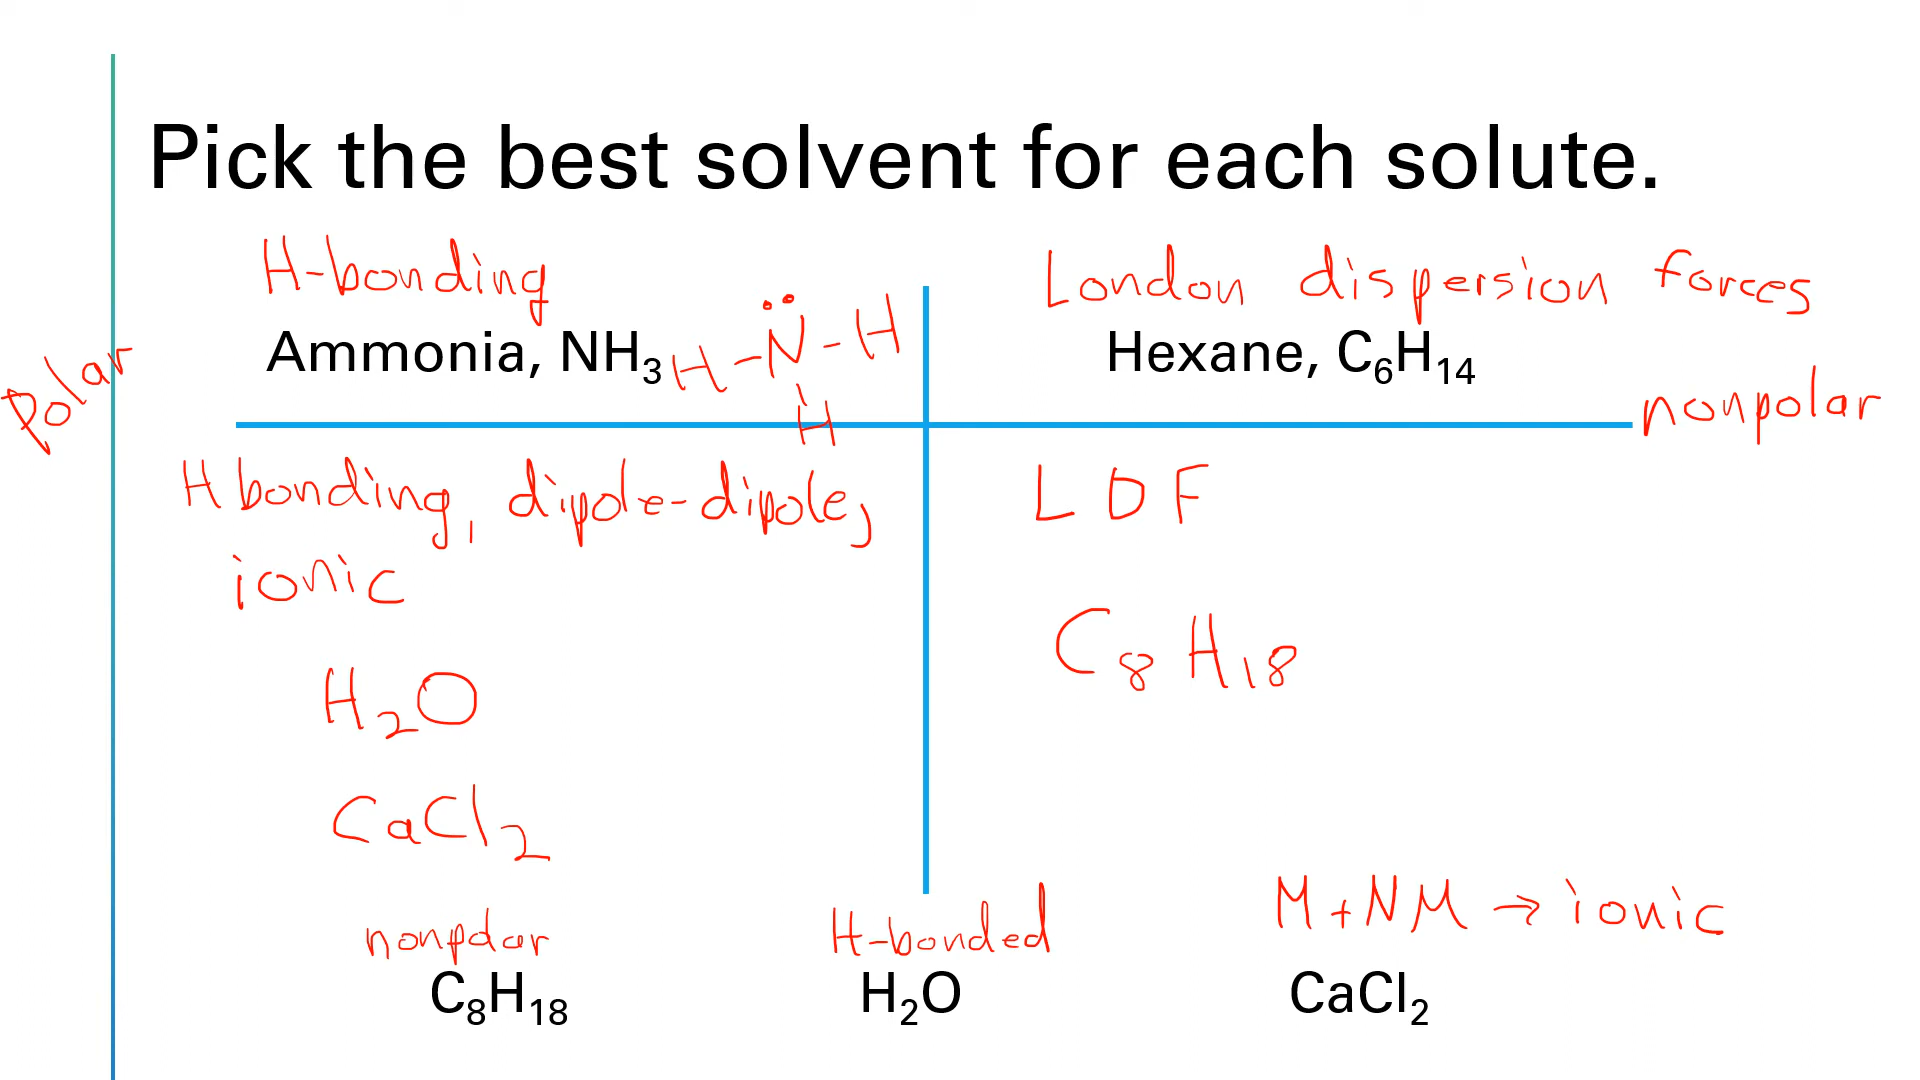 Pick the best solvent for each solute.
H-bonding
London dispersion forces
Polar
Ammonia, NH₃
H-N-H
H
Hexane, C₆H₁₄
nonpolar
H bonding, dipole-dipole,
ionic
LDF
C₈H₁₈
H₂O
CaCl₂
nonpolar
H-bonded
M+NM → ionic
C₈H₁₈
H₂O
CaCl₂